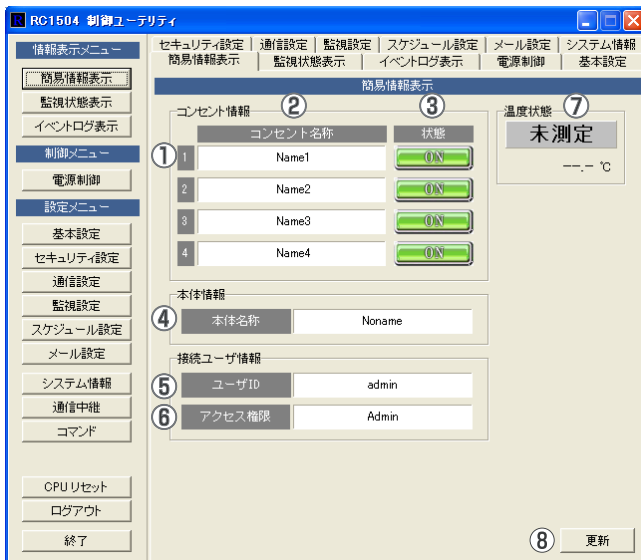 RC1504 制御ユーテリティ
情報表示メニュー
簡易情報表示
監視状態表示
イベントログ表示
制御メニュー
電源制御
設定メニュー
基本設定
セキュリティ設定
通信設定
監視設定
スケジュール設定
メール設定
システム情報
通信中継
コマンド
CPUリセット
ログアウト
終了
セキュリティ設定 通信設定 監視設定 スケジュール設定 メール設定 システム情報
簡易情報表示 監視状態表示 イベントログ表示 電源制御 基本設定
簡易情報表示
コンセント情報 ② ③
コンセント名称 状態
① 1 Name1 ON
2 Name2 ON
3 Name3 ON
4 Name4 ON
本体情報
④ 本体名称 Noname
接続ユーザ情報
⑤ ユーザID admin
⑥ アクセス権限 Admin
温度状態 ⑦
未測定
--.- ℃
⑧ 更新